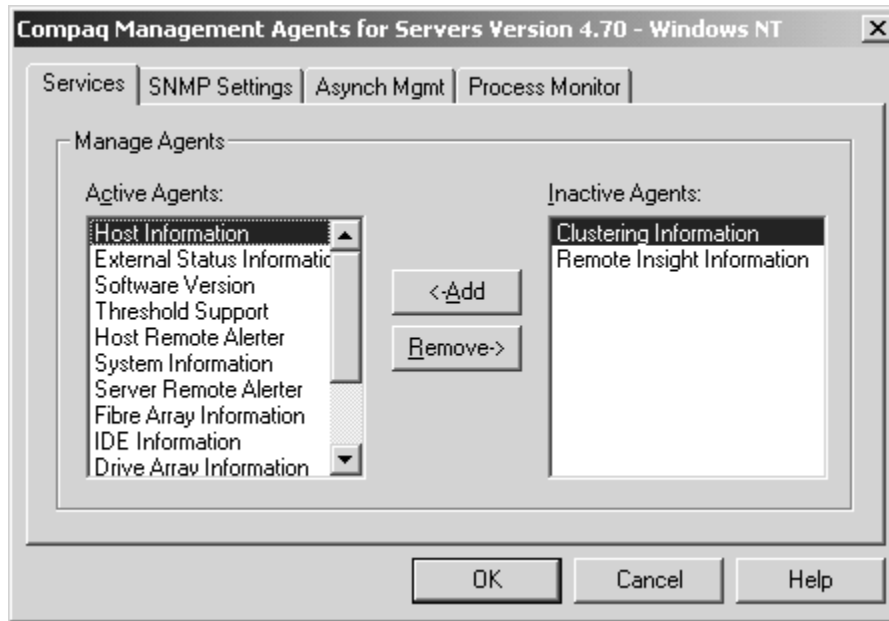 Compaq Management Agents for Servers Version 4.70 - Windows NT
Services SNMP Settings Asynch Mgmt Process Monitor
Manage Agents
Active Agents:
Inactive Agents:
Host Information
External Status Informatic
Software Version
Threshold Support
Host Remote Alerter
System Information
Server Remote Alerter
Fibre Array Information
IDE Information
Drive Array Information
<-Add
Remove->
Clustering Information
Remote Insight Information
OK Cancel Help